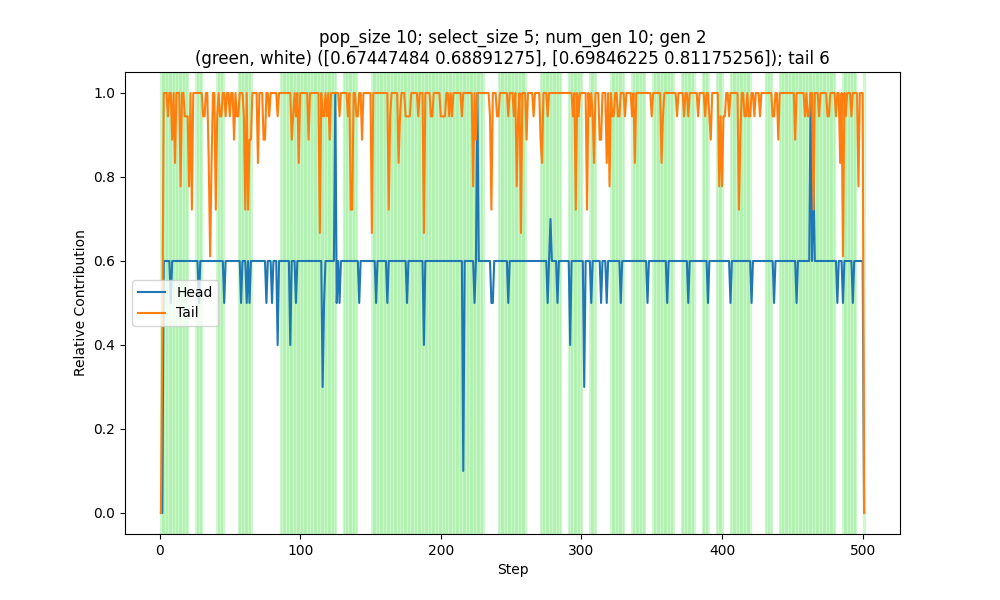 pop_size 10; select_size 5; num_gen 10; gen 2
(green, white) ([0.67447484 0.68891275], [0.69846225 0.81175256]); tail 6
1.0
0.8
0.6
0.4
0.2
0.0
Relative Contribution
Head
Tail
0 100 200 300 400 500
Step